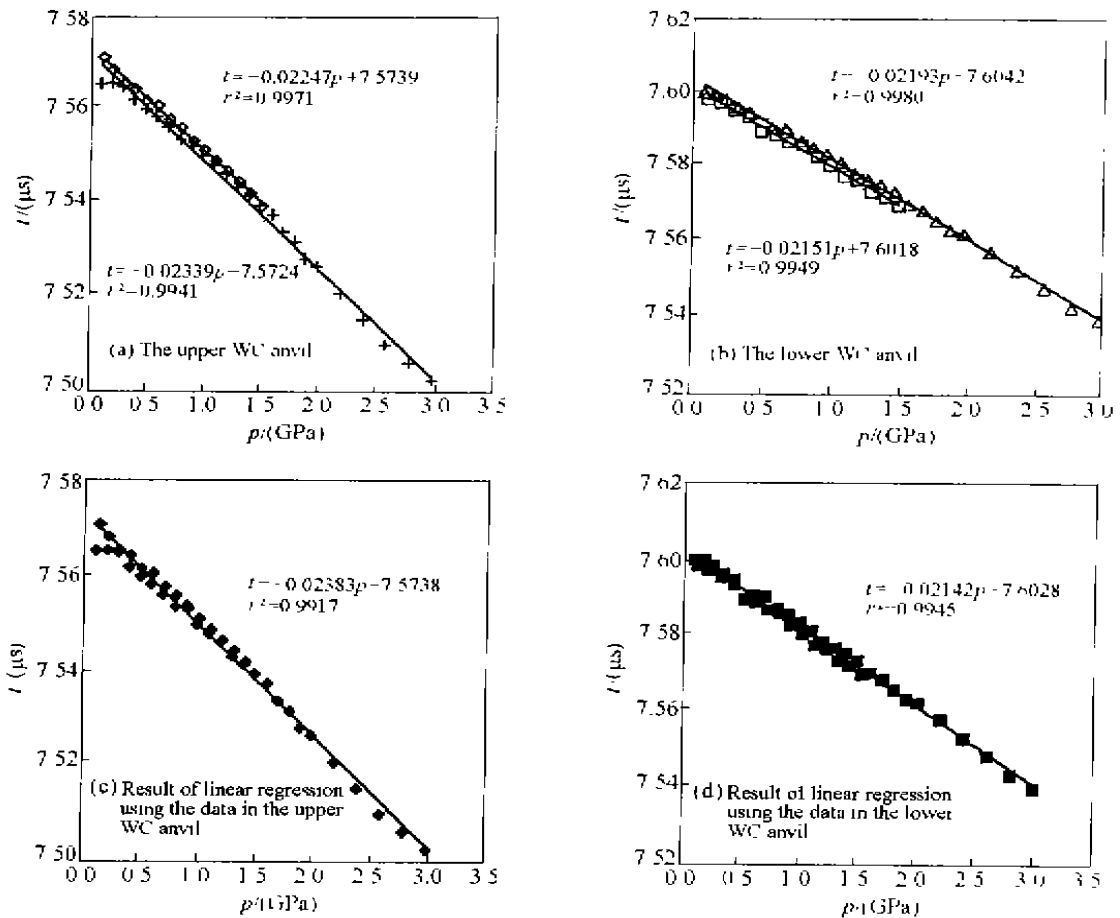 7 58
7 56
7 54
7 52
7 50
t/(μs)
t=-0.02247p+7.5739
r²=0.9971
t=-0.02339p-7.5724
r²=0.9941
(a) The upper WC anvil
0.0 0.5 1.0 1.5 2.0 2.5 3.0 3.5
p/(GPa)
7 62
7.60
7 58
7.56
7 54
7 52
t/(μs)
t=-0.02193p-7.6042
r²=0.9980
t=-0.02151p+7.6018
r²=0.9949
(b) The lower WC anvil
0.0 0.5 1.0 1.5 2.0 2.5 3.0
p/(GPa)
7 58
7 56
7 54
7 52
7 50
t/(μs)
t=-0.02383p-7.5738
r²=0.9917
(c) Result of linear regression
using the data in the upper
WC anvil
0.0 0.5 1.0 1.5 2.0 2.5 3.0 3.5
p/(GPa)
7 62
7 60
7.58
7.56
7 54
7 52
t/(μs)
t=-0.02142p-7.6028
r²=0.9945
(d) Result of linear regression
using the data in the lower
WC anvil
0.0 0.5 1.0 1.5 2.0 2.5 3.0 3.5
p/(GPa)